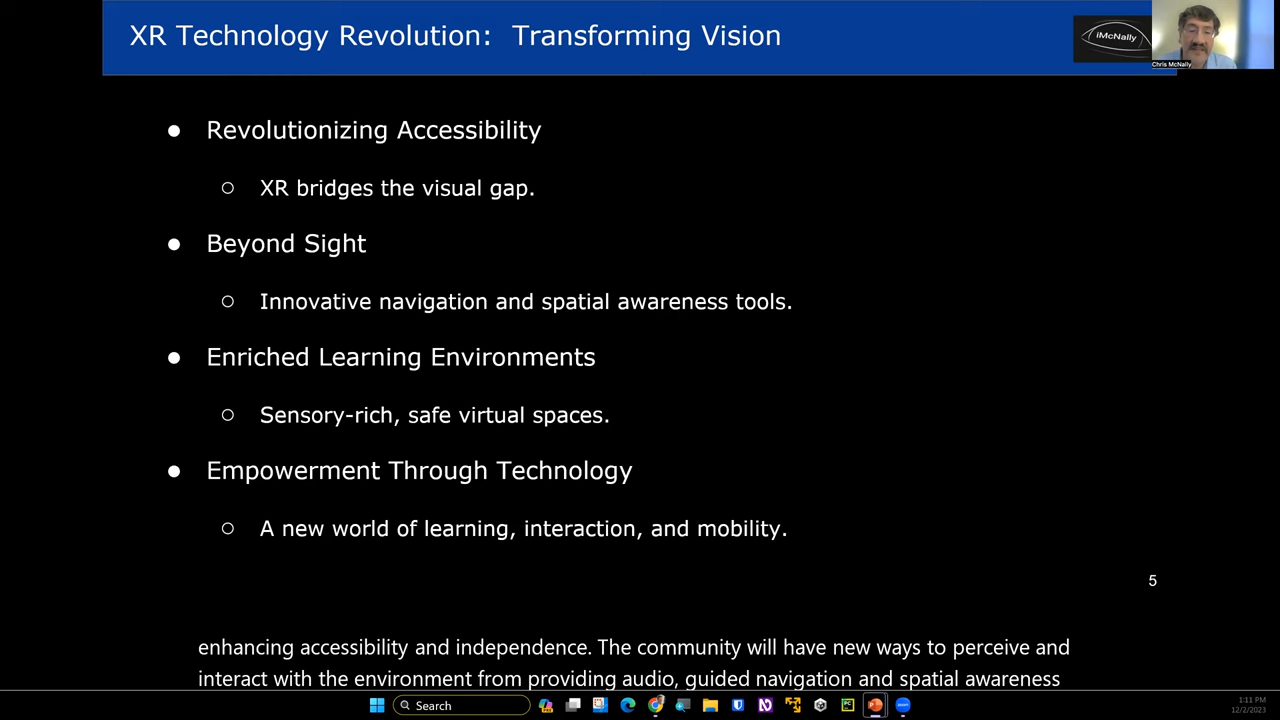 XR Technology Revolution: Transforming Vision
iMcNally
Chris McNally
● Revolutionizing Accessibility
○ XR bridges the visual gap.
● Beyond Sight
○ Innovative navigation and spatial awareness tools.
● Enriched Learning Environments
○ Sensory-rich, safe virtual spaces.
● Empowerment Through Technology
○ A new world of learning, interaction, and mobility.
5
enhancing accessibility and independence. The community will have new ways to perceive and
interact with the environment from providing audio, guided navigation and spatial awareness
Search
1:11 PM
12/2/2023